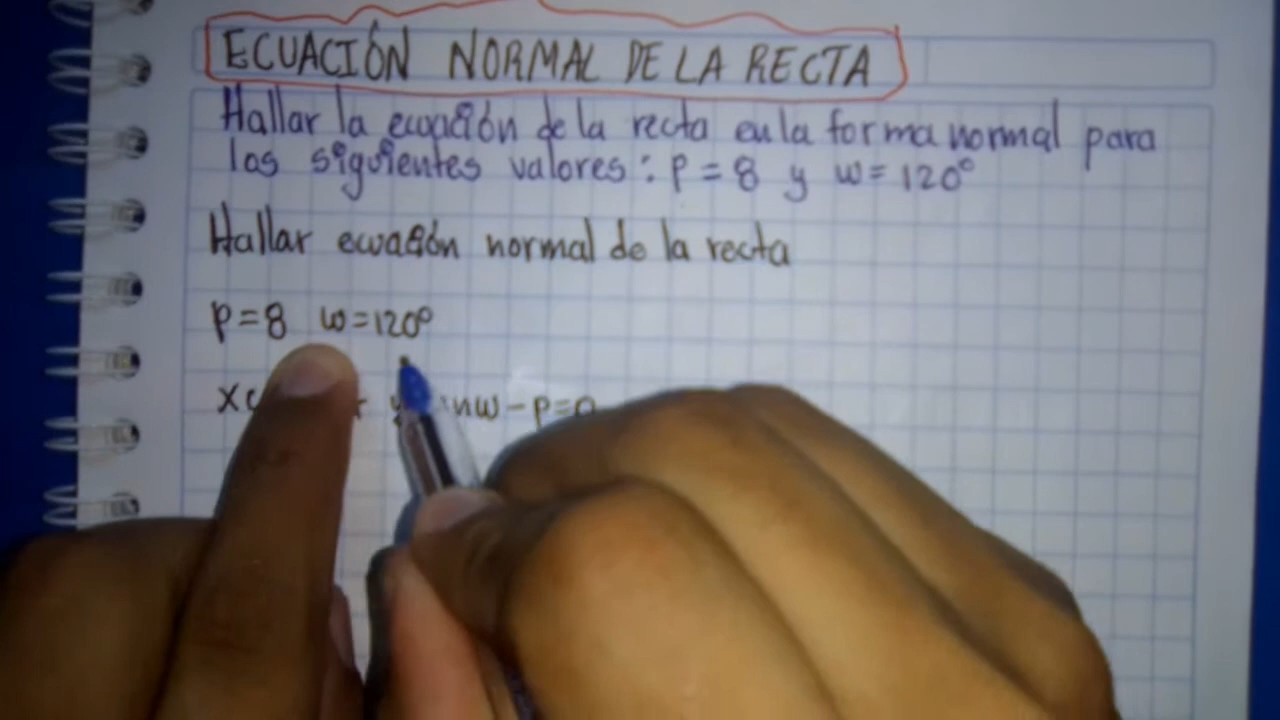 ECUACIÓN NORMAL DE LA RECTA
Hallar la ecuación de la recta en la forma normal para
los siguientes valores: p = 8 y w = 120°
Hallar ecuación normal de la recta
p=8 w=120°
w-p=0